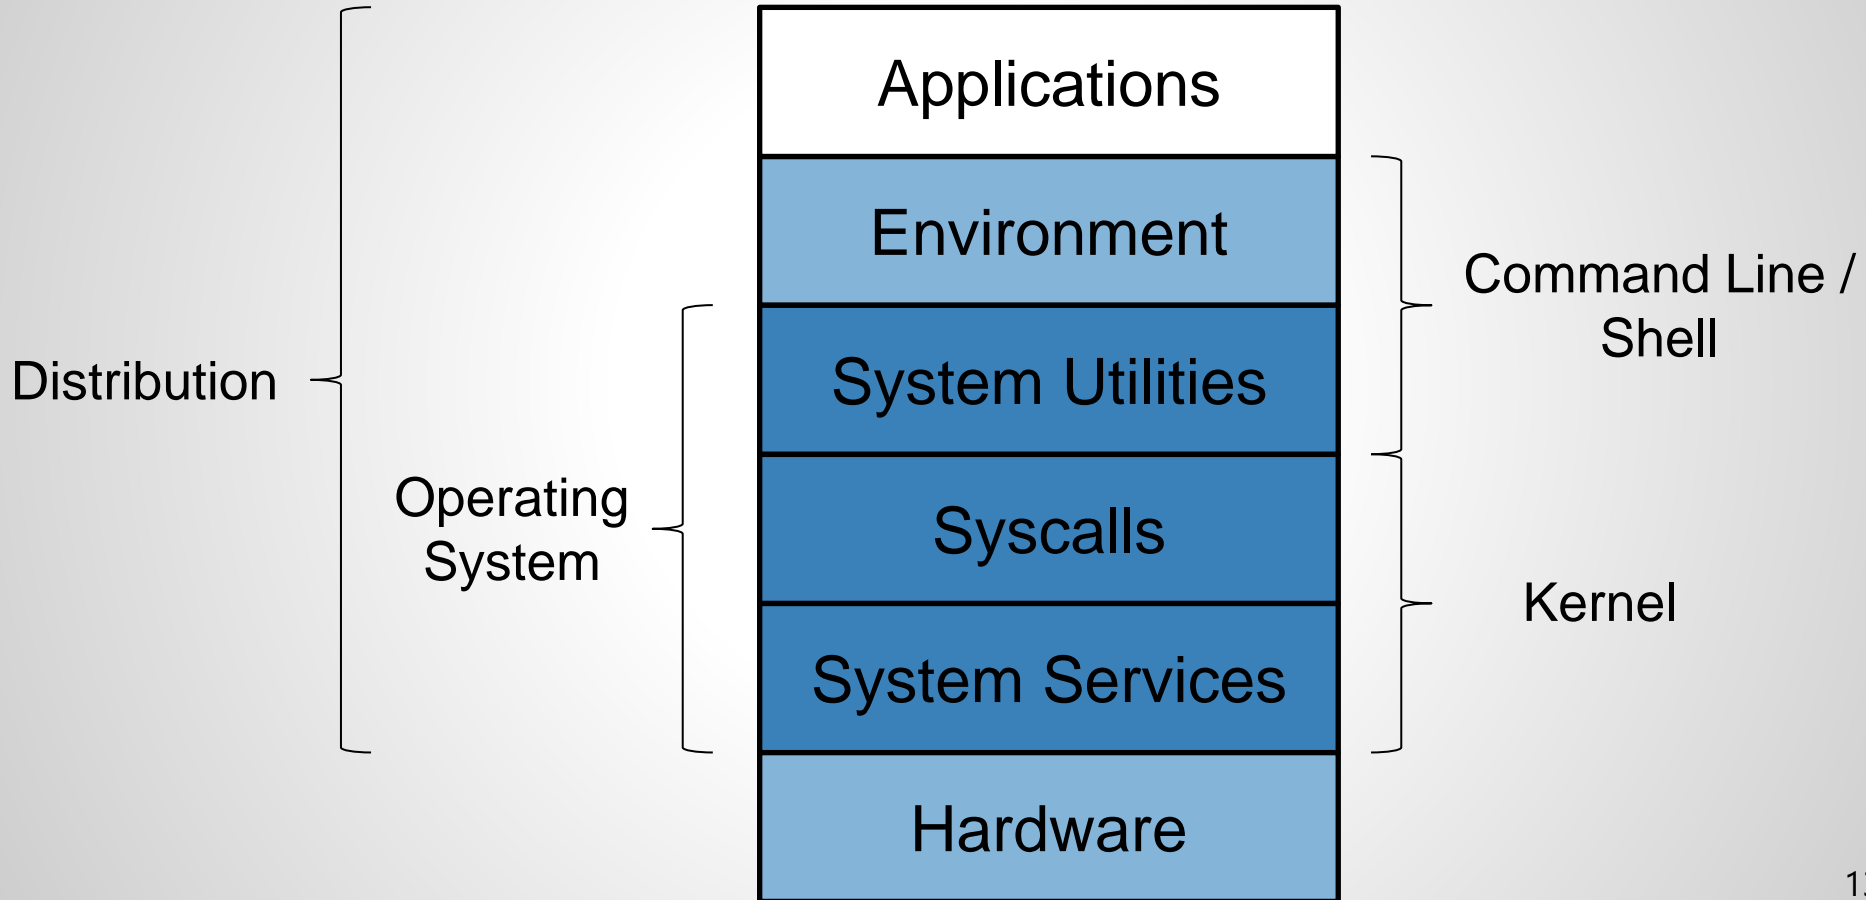 Applications
Environment
Command Line /
Shell
System Utilities
Distribution
Operating
System
Syscalls
Kernel
System Services
Hardware